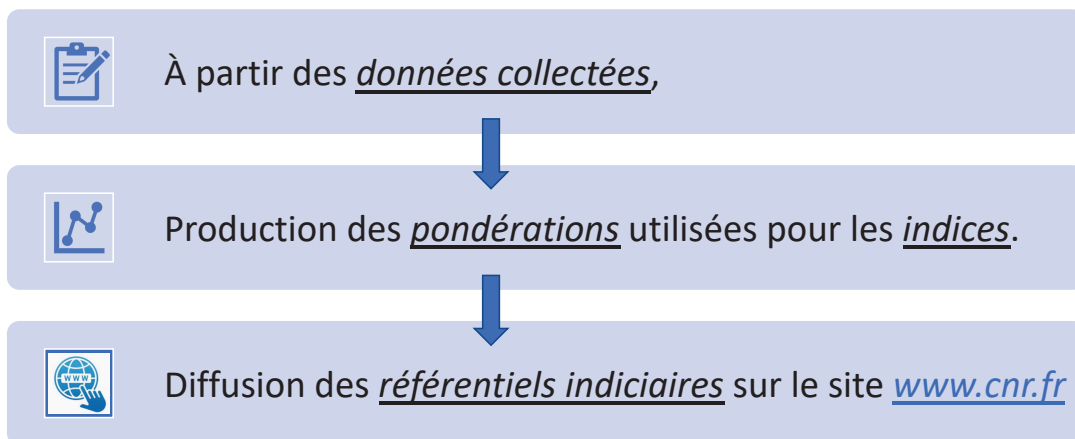 À partir des données collectées,
Production des pondérations utilisées pour les indices.
www
Diffusion des référentiels indiciaires sur le site www.cnr.fr